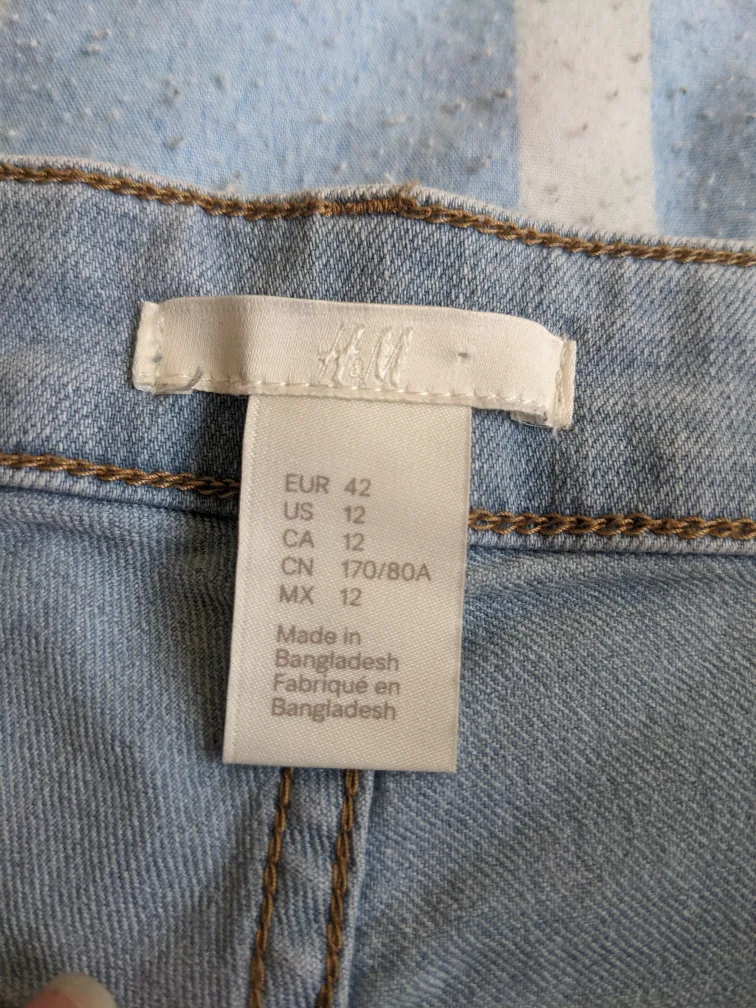 H&M
EUR 42
US 12
CA 12
CN 170/80A
MX 12
Made in
Bangladesh
Fabriqué en
Bangladesh